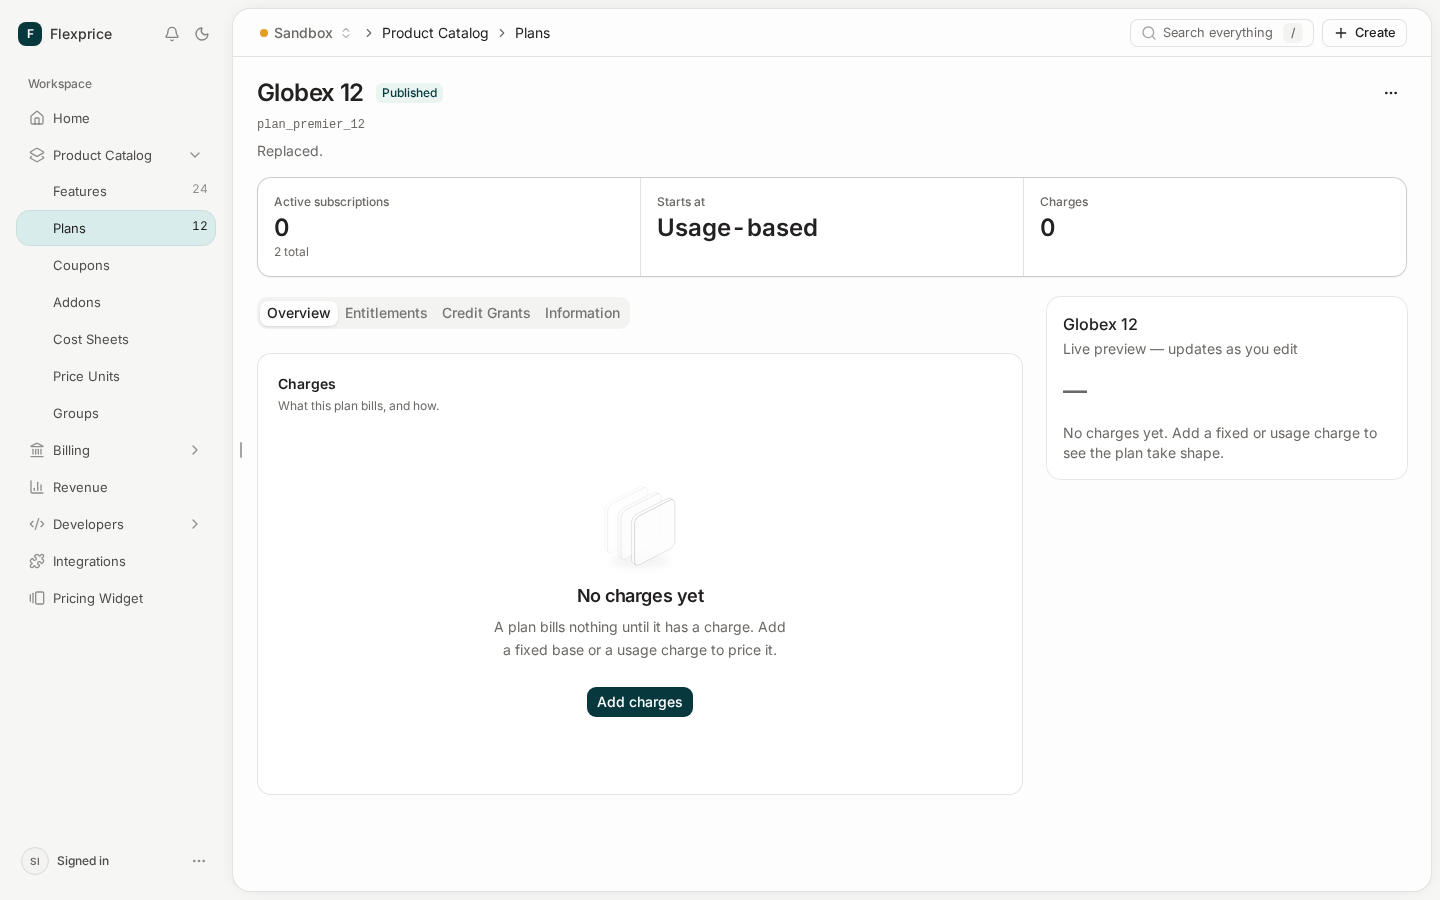 F Flexprice
Workspace
Home
Product Catalog
Features 24
Plans 12
Coupons
Addons
Cost Sheets
Price Units
Groups
Billing
Revenue
Developers
Integrations
Pricing Widget
SI Signed in
Sandbox Product Catalog Plans
Search everything /
Create
Globex 12 Published
plan_premier_12
Replaced.
Active subscriptions
0
2 total
Starts at
Usage-based
Charges
0
Overview Entitlements Credit Grants Information
Charges
What this plan bills, and how.
No charges yet
A plan bills nothing until it has a charge. Add
a fixed base or a usage charge to price it.
Add charges
Globex 12
Live preview — updates as you edit
—
No charges yet. Add a fixed or usage charge to
see the plan take shape.